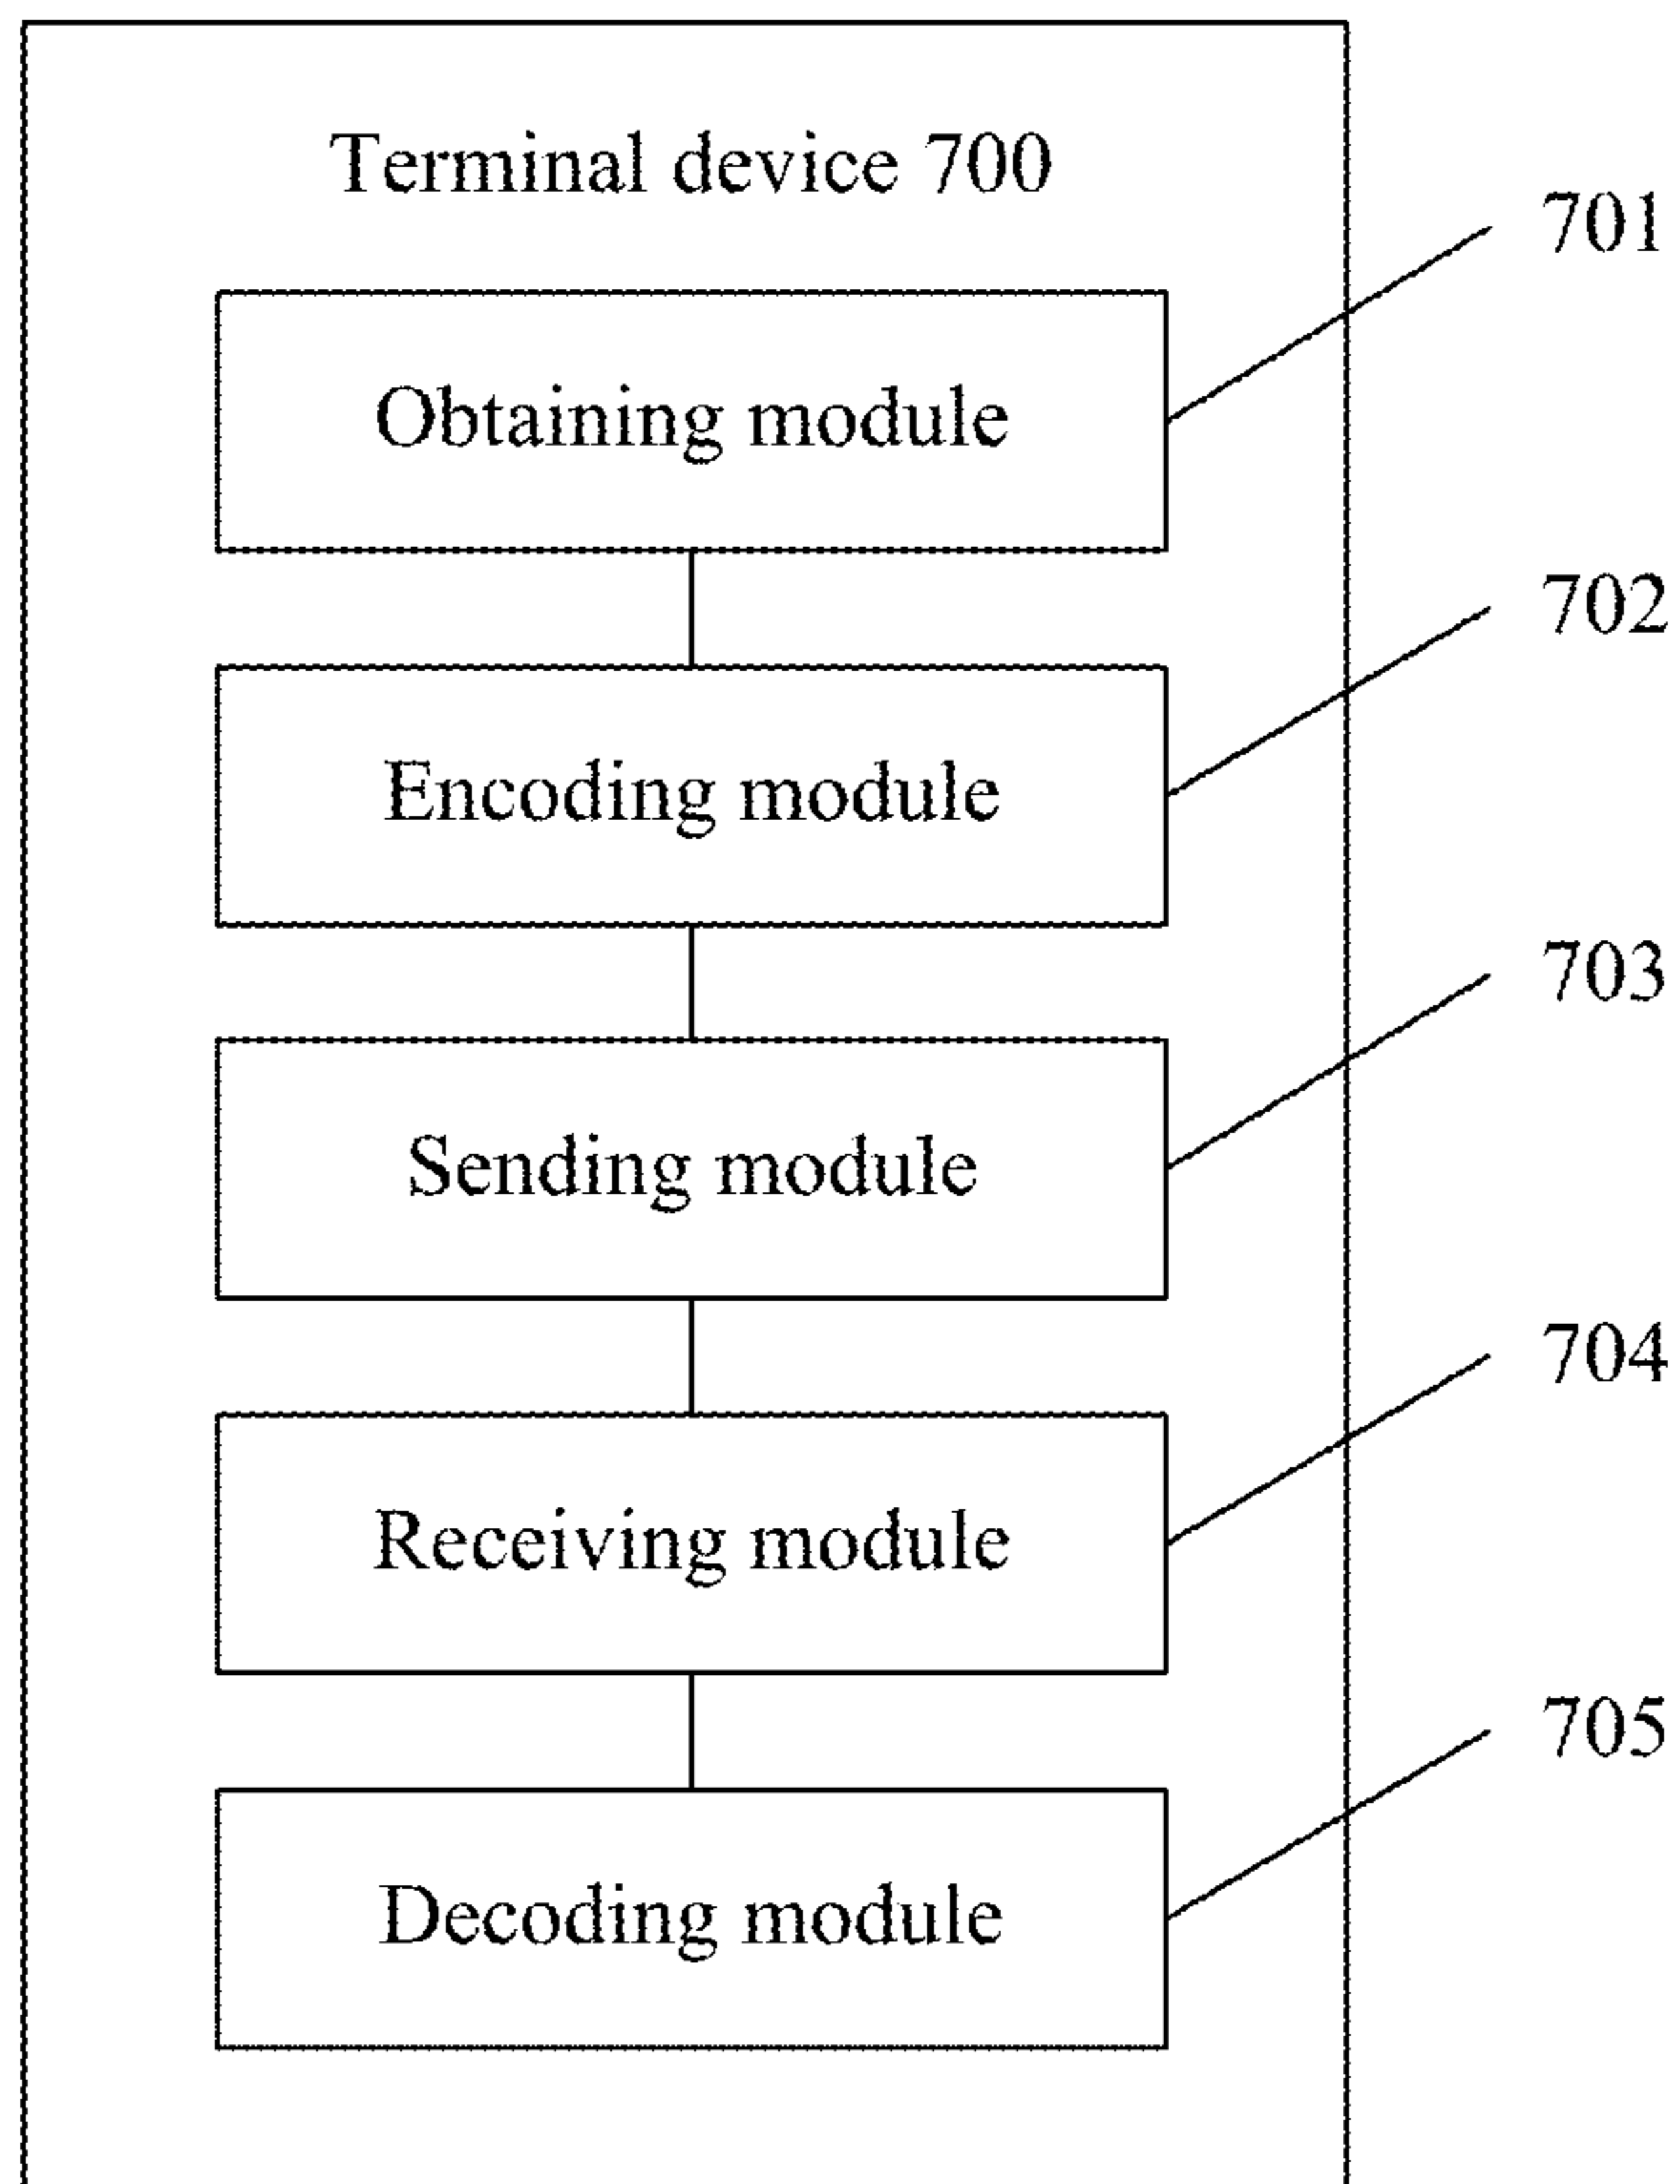 Terminal device 700
701
Obtaining module
702
Encoding module
703
Sending module
704
Receiving module
705
Decoding module